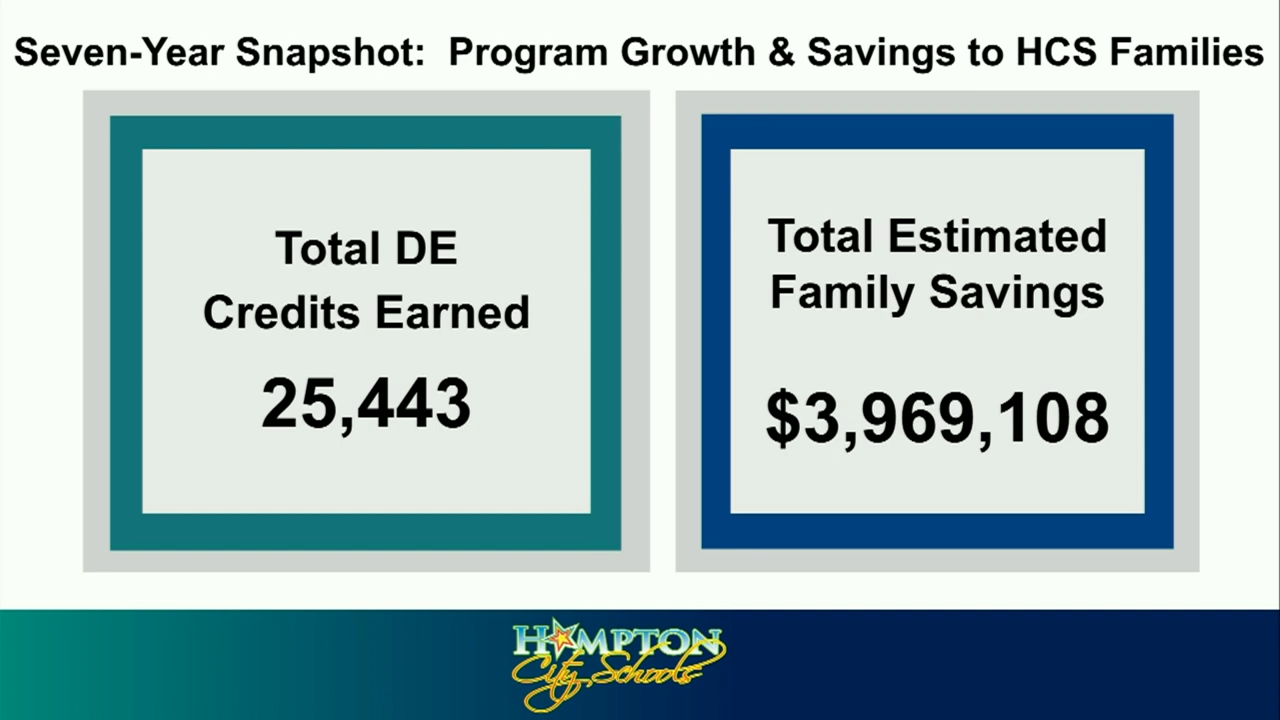 Seven-Year Snapshot: Program Growth & Savings to HCS Families
Total DE
Credits Earned
25,443
Total Estimated
Family Savings
$3,969,108
HAMPTON
City Schools